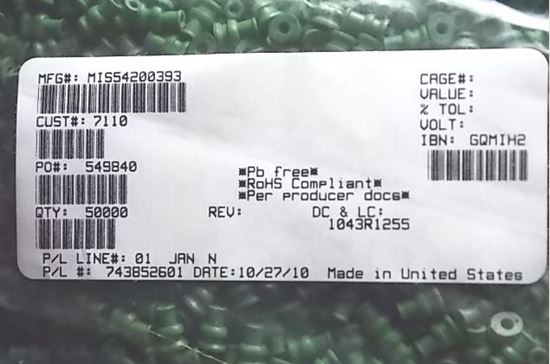 MFG#: MIS54200393
CUST#: 7110
PO#: 549840
QTY: 50000
CAGE#:
VALUE:
% TOL:
VOLT:
IBN: GQMIH2
*Pb free*
*RoHS Compliant*
*Per producer docs*
REV: DC & LC:
1043R1255
P/L LINE#: 01 JAN N
P/L #: 743852601 DATE:10/27/10 Made in United States